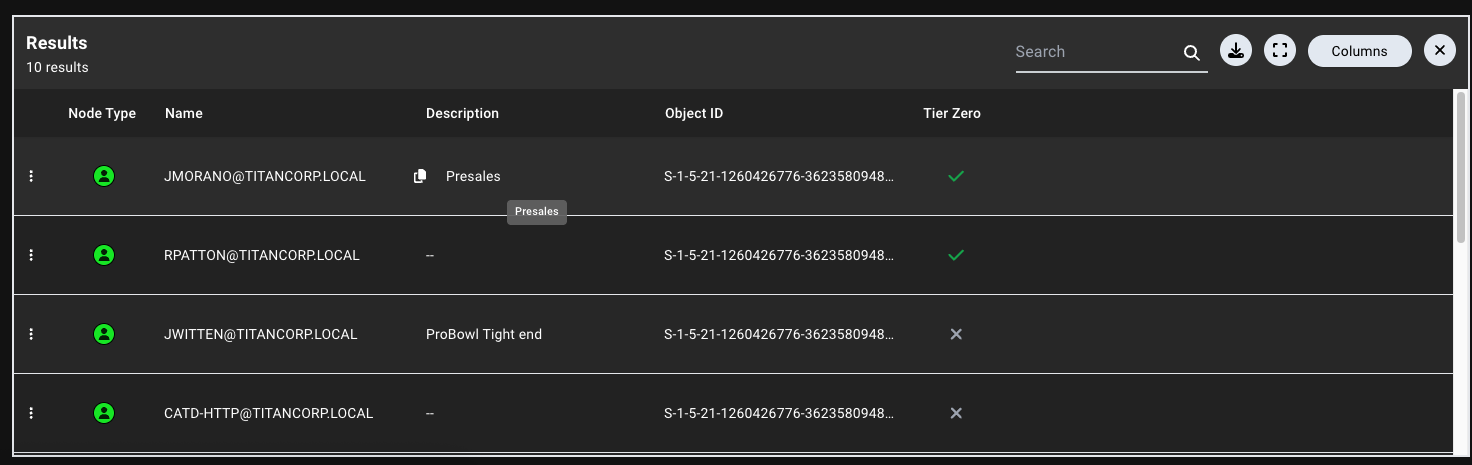 Results
10 results
Search
Columns
Node Type Name Description Object ID Tier Zero
JMORANO@TITANCORP.LOCAL Presales S-1-5-21-1260426776-3623580948...
Presales
RPATTON@TITANCORP.LOCAL -- S-1-5-21-1260426776-3623580948...
JWITTEN@TITANCORP.LOCAL ProBowl Tight end S-1-5-21-1260426776-3623580948...
CATD-HTTP@TITANCORP.LOCAL -- S-1-5-21-1260426776-3623580948...